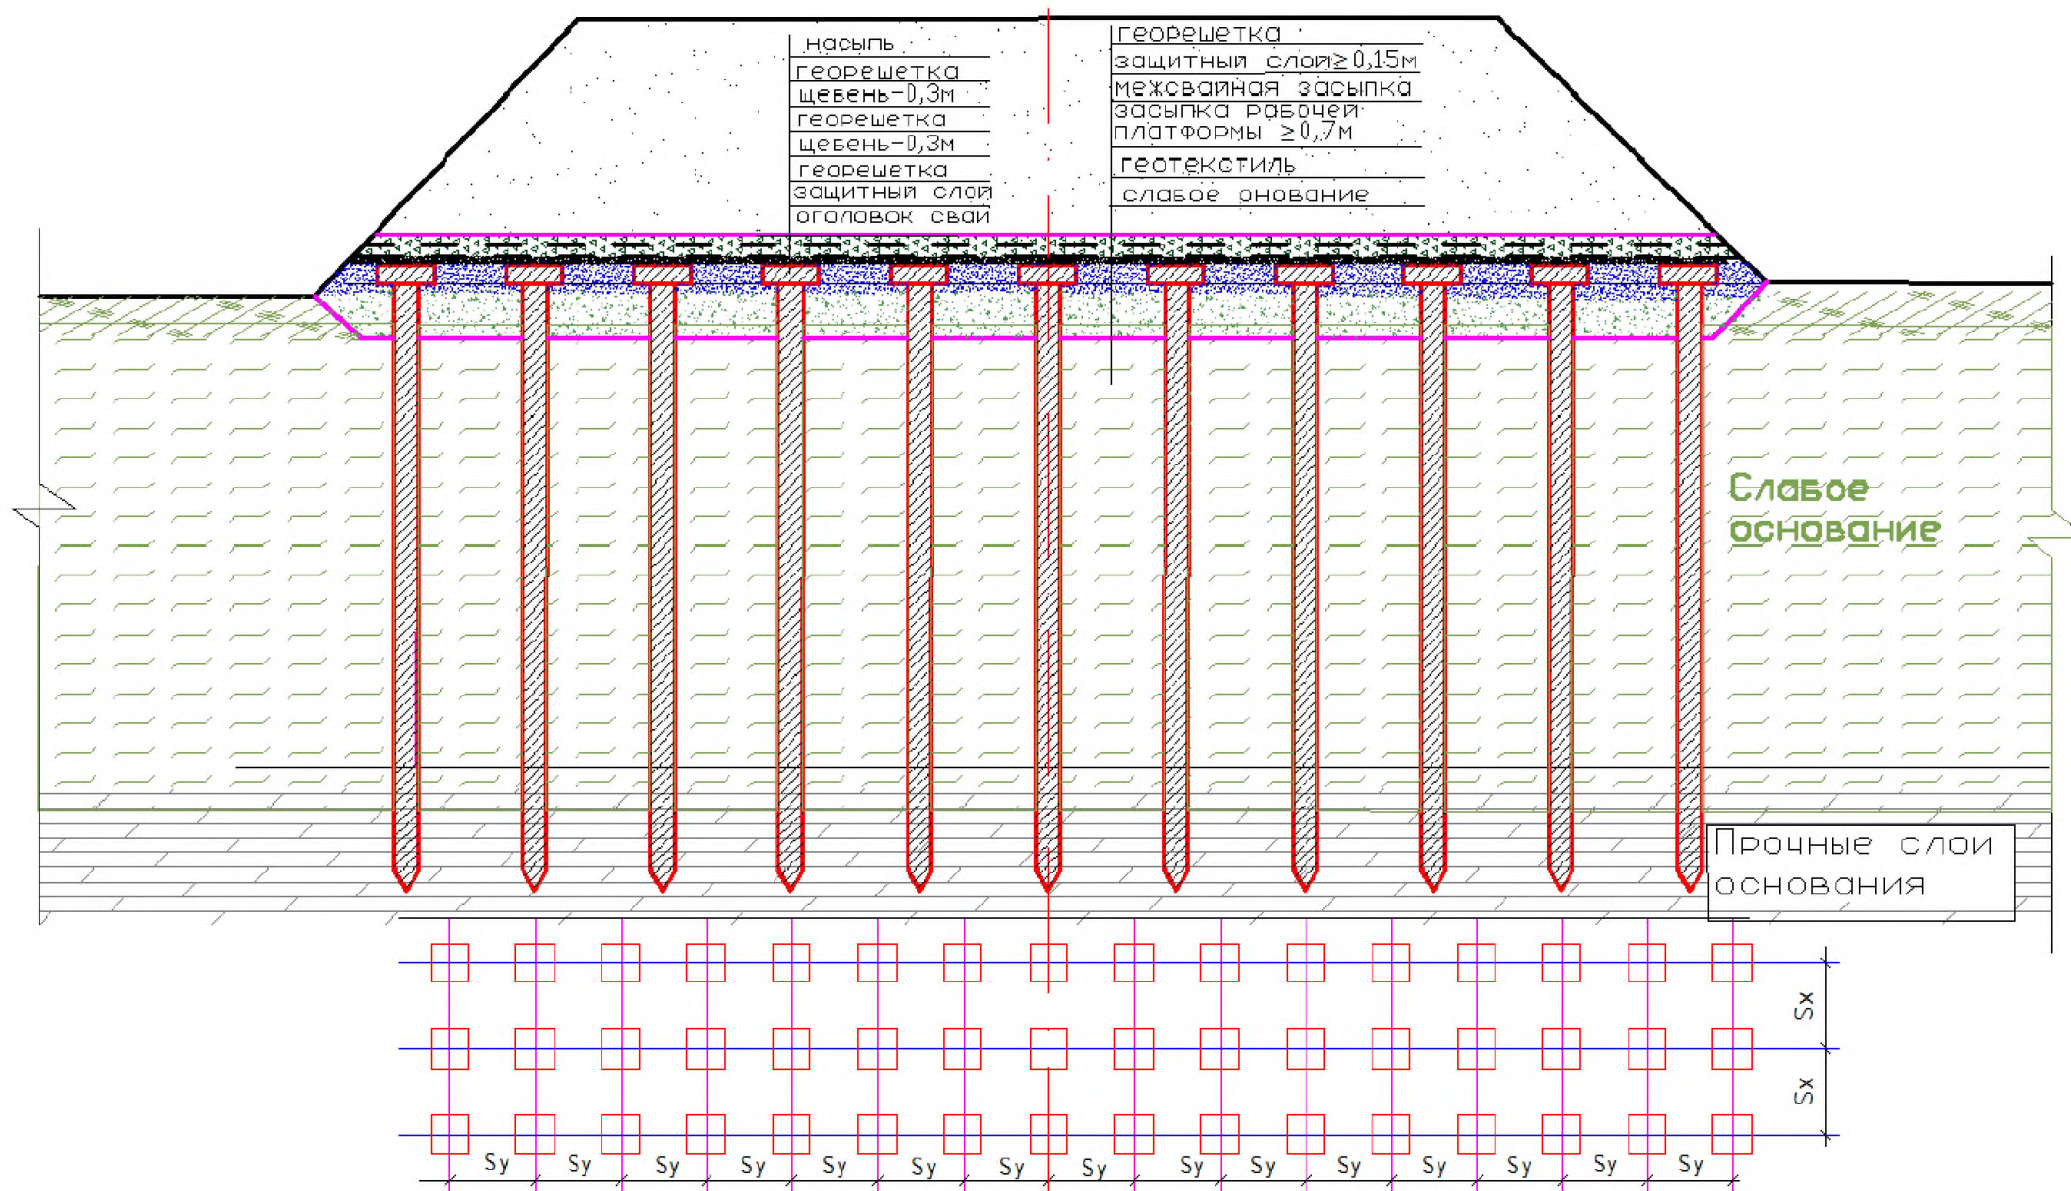 насыпь
георешетка
щебень-0,3м
георешетка
щебень-0,3м
георешетка
защитный слой
оголовок сваи
георешетка
защитный слой≥0,15м
межсвайная засыпка
засыпка рабочей
платформы ≥0,7м
геотекстиль
слабое онование
Слабое
основание
Прочные слои
основания
Sx
Sx
Sy Sy Sy Sy Sy Sy Sy Sy Sy Sy Sy Sy Sy Sy Sy